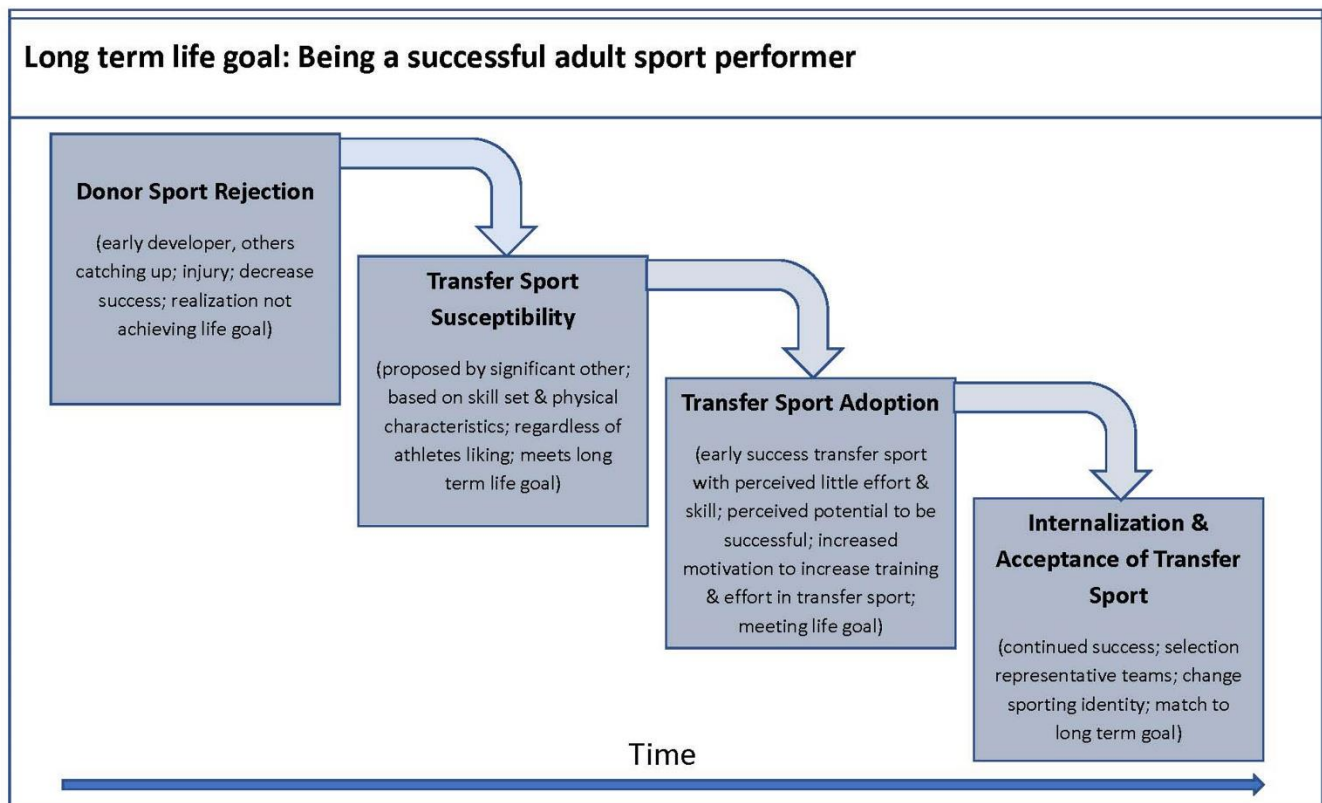 Long term life goal: Being a successful adult sport performer
Donor Sport Rejection
(early developer, others
catching up; injury; decrease
success; realization not
achieving life goal)
Transfer Sport
Susceptibility
(proposed by significant other;
based on skill set & physical
characteristics; regardless of
athletes liking; meets long
term life goal)
Transfer Sport Adoption
(early success transfer sport
with perceived little effort &
skill; perceived potential to be
successful; increased
motivation to increase training
& effort in transfer sport;
meeting life goal)
Internalization &
Acceptance of Transfer
Sport
(continued success; selection
representative teams; change
sporting identity; match to
long term goal)
Time